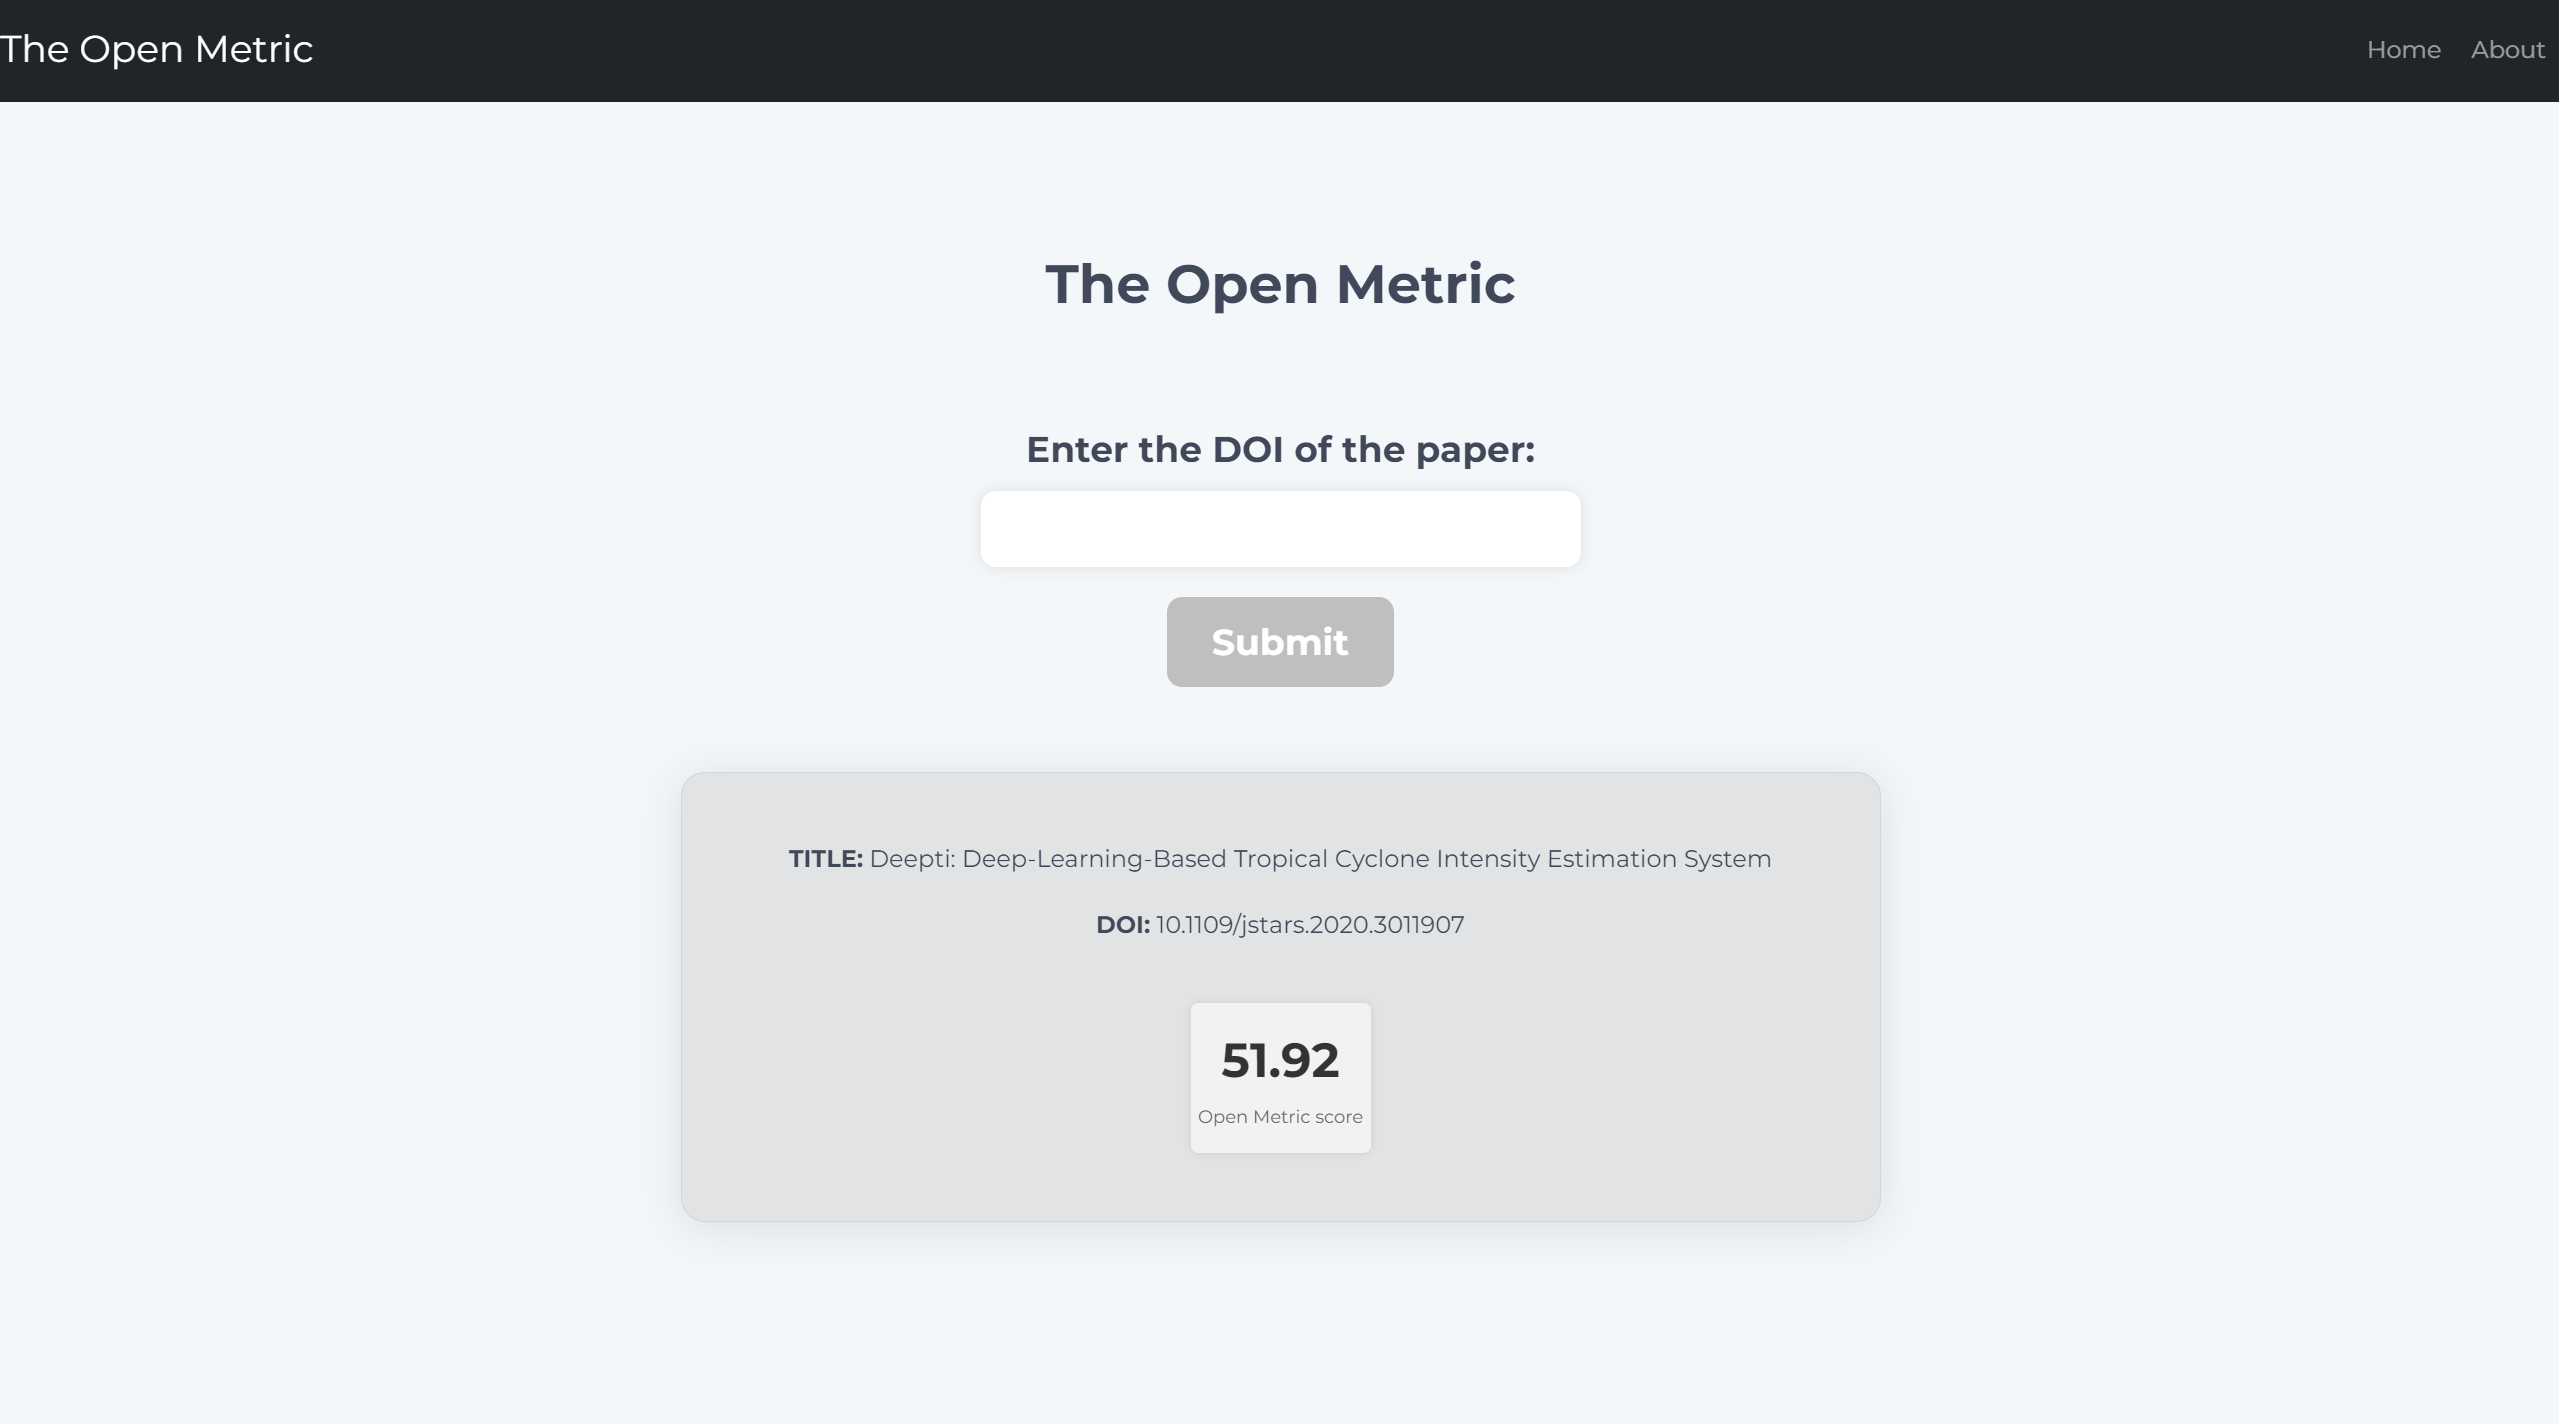 The Open Metric
Home About
The Open Metric
Enter the DOI of the paper:
Submit
TITLE: Deepti: Deep-Learning-Based Tropical Cyclone Intensity Estimation System
DOI: 10.1109/jstars.2020.3011907
51.92
Open Metric score